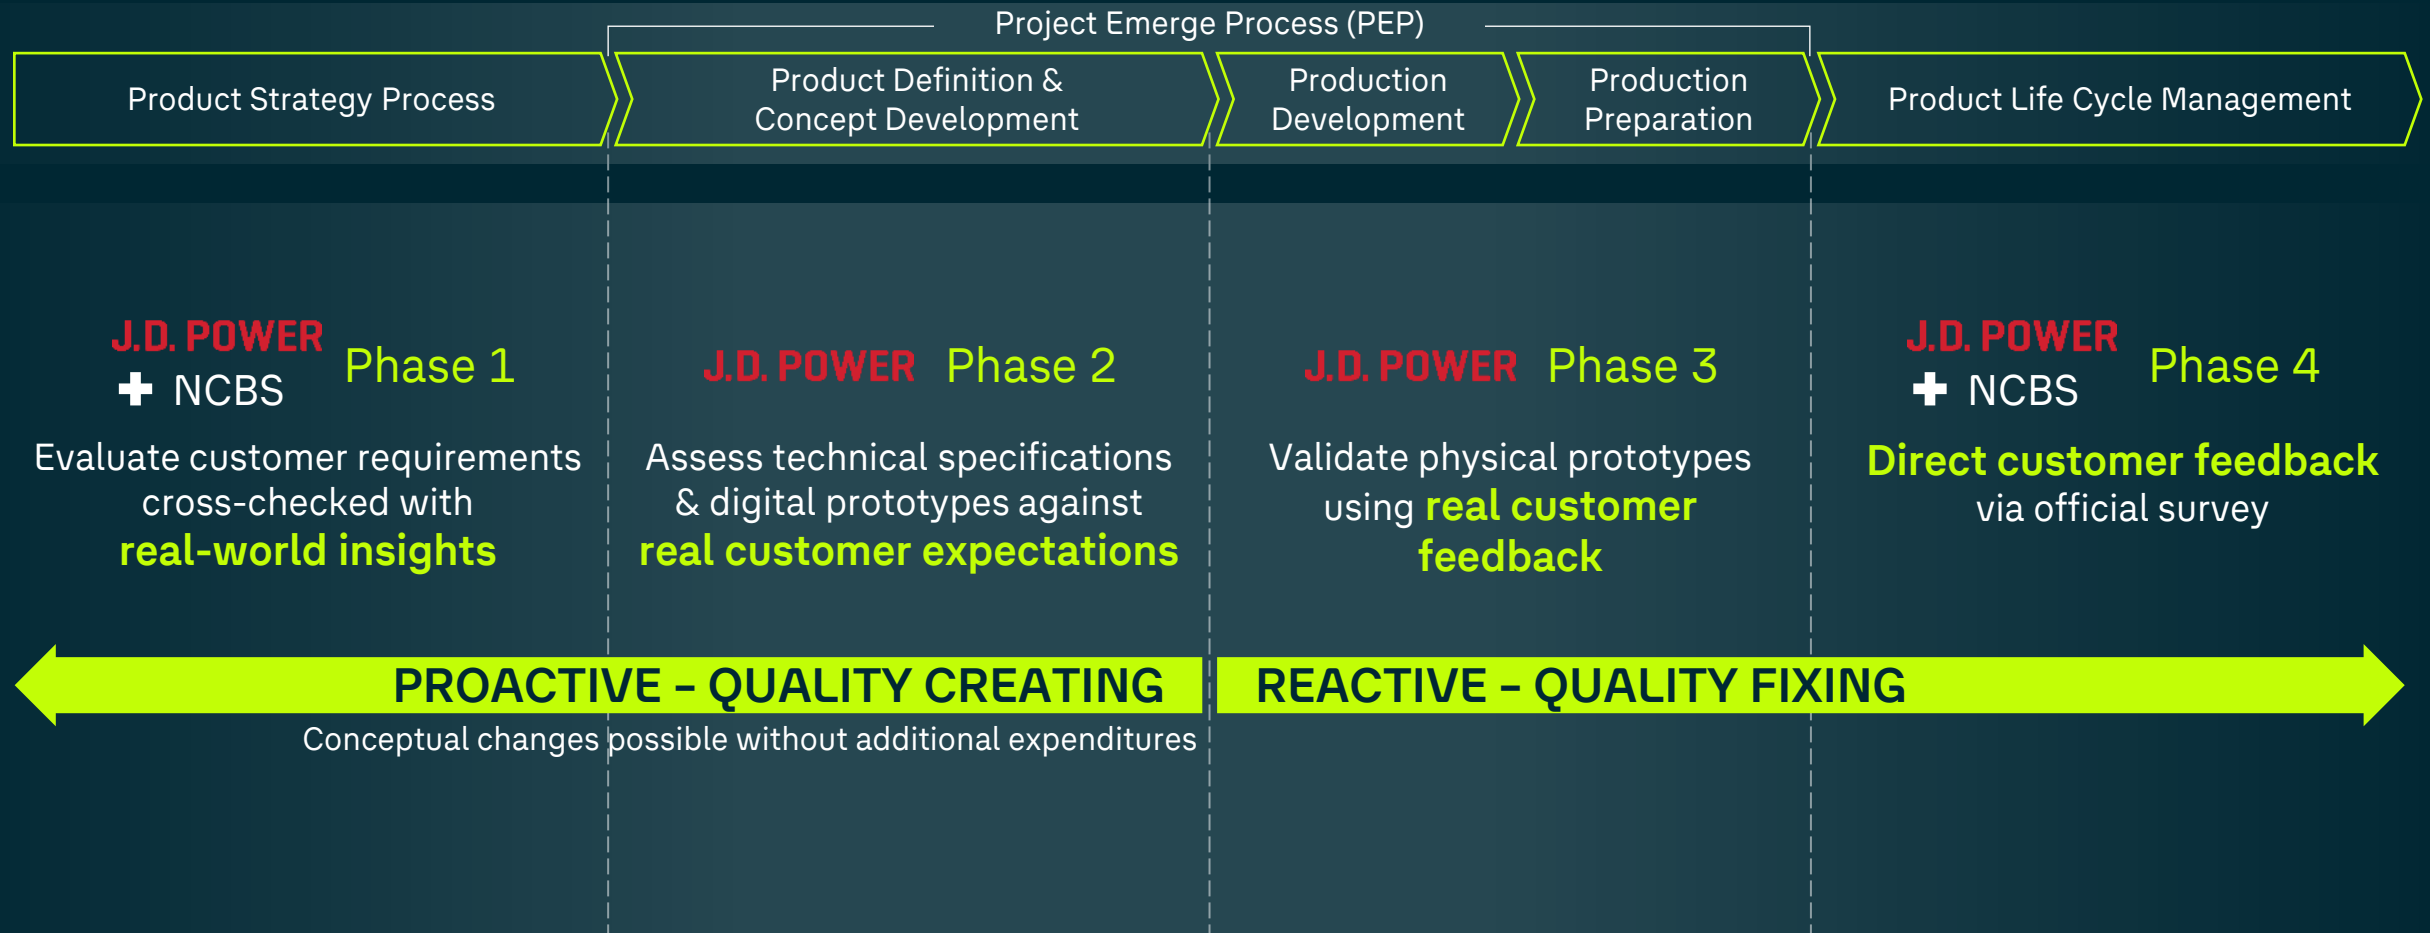 Project Emerge Process (PEP)
Product Strategy Process
Product Definition &
Concept Development
Production
Development
Production
Preparation
Product Life Cycle Management
J.D. POWER
+ NCBS
Phase 1
Evaluate customer requirements
cross-checked with
real-world insights
J.D. POWER Phase 2
Assess technical specifications
& digital prototypes against
real customer expectations
J.D. POWER Phase 3
Validate physical prototypes
using real customer
feedback
J.D. POWER
+ NCBS
Phase 4
Direct customer feedback
via official survey
PROACTIVE – QUALITY CREATING
REACTIVE – QUALITY FIXING
Conceptual changes possible without additional expenditures